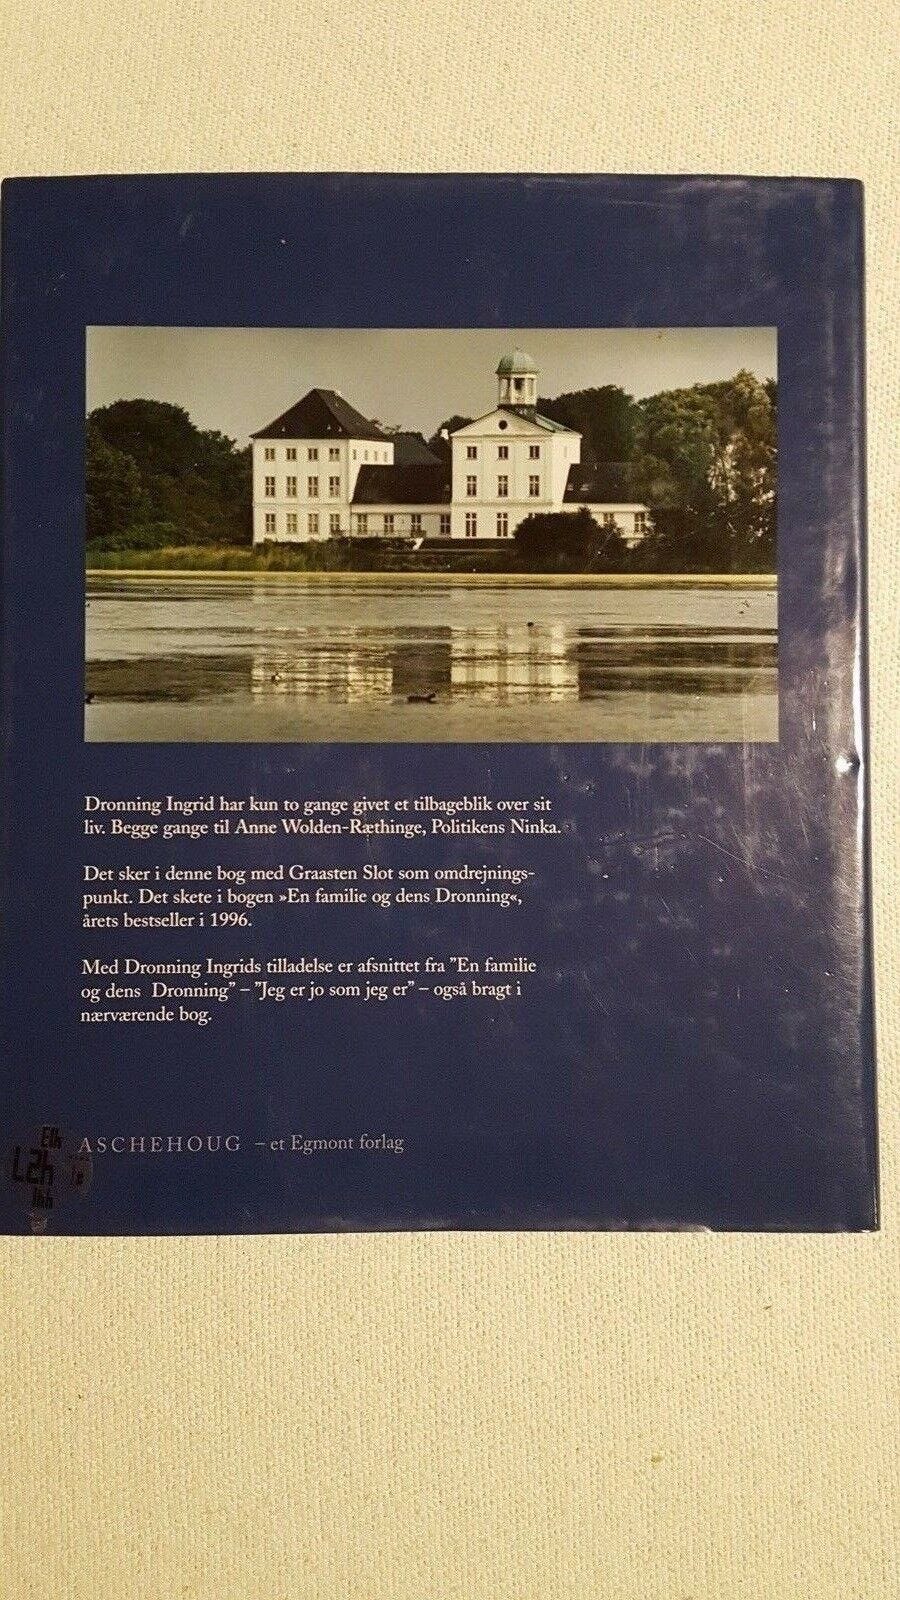 Dronning Ingrid har kun to gange givet et tilbageblik over sit
liv. Begge gange til Anne Wolden-Ræthinge, Politikens Ninka.
Det sker i denne bog med Graasten Slot som omdrejnings-
punkt. Det skete i bogen »En familie og dens Dronning«,
årets bestseller i 1996.
Med Dronning Ingrids tilladelse er afsnittet fra ”En familie
og dens Dronning” – ”Jeg er jo som jeg er” – også bragt i
nærværende bog.
ASCHEHOUG – et Egmont forlag